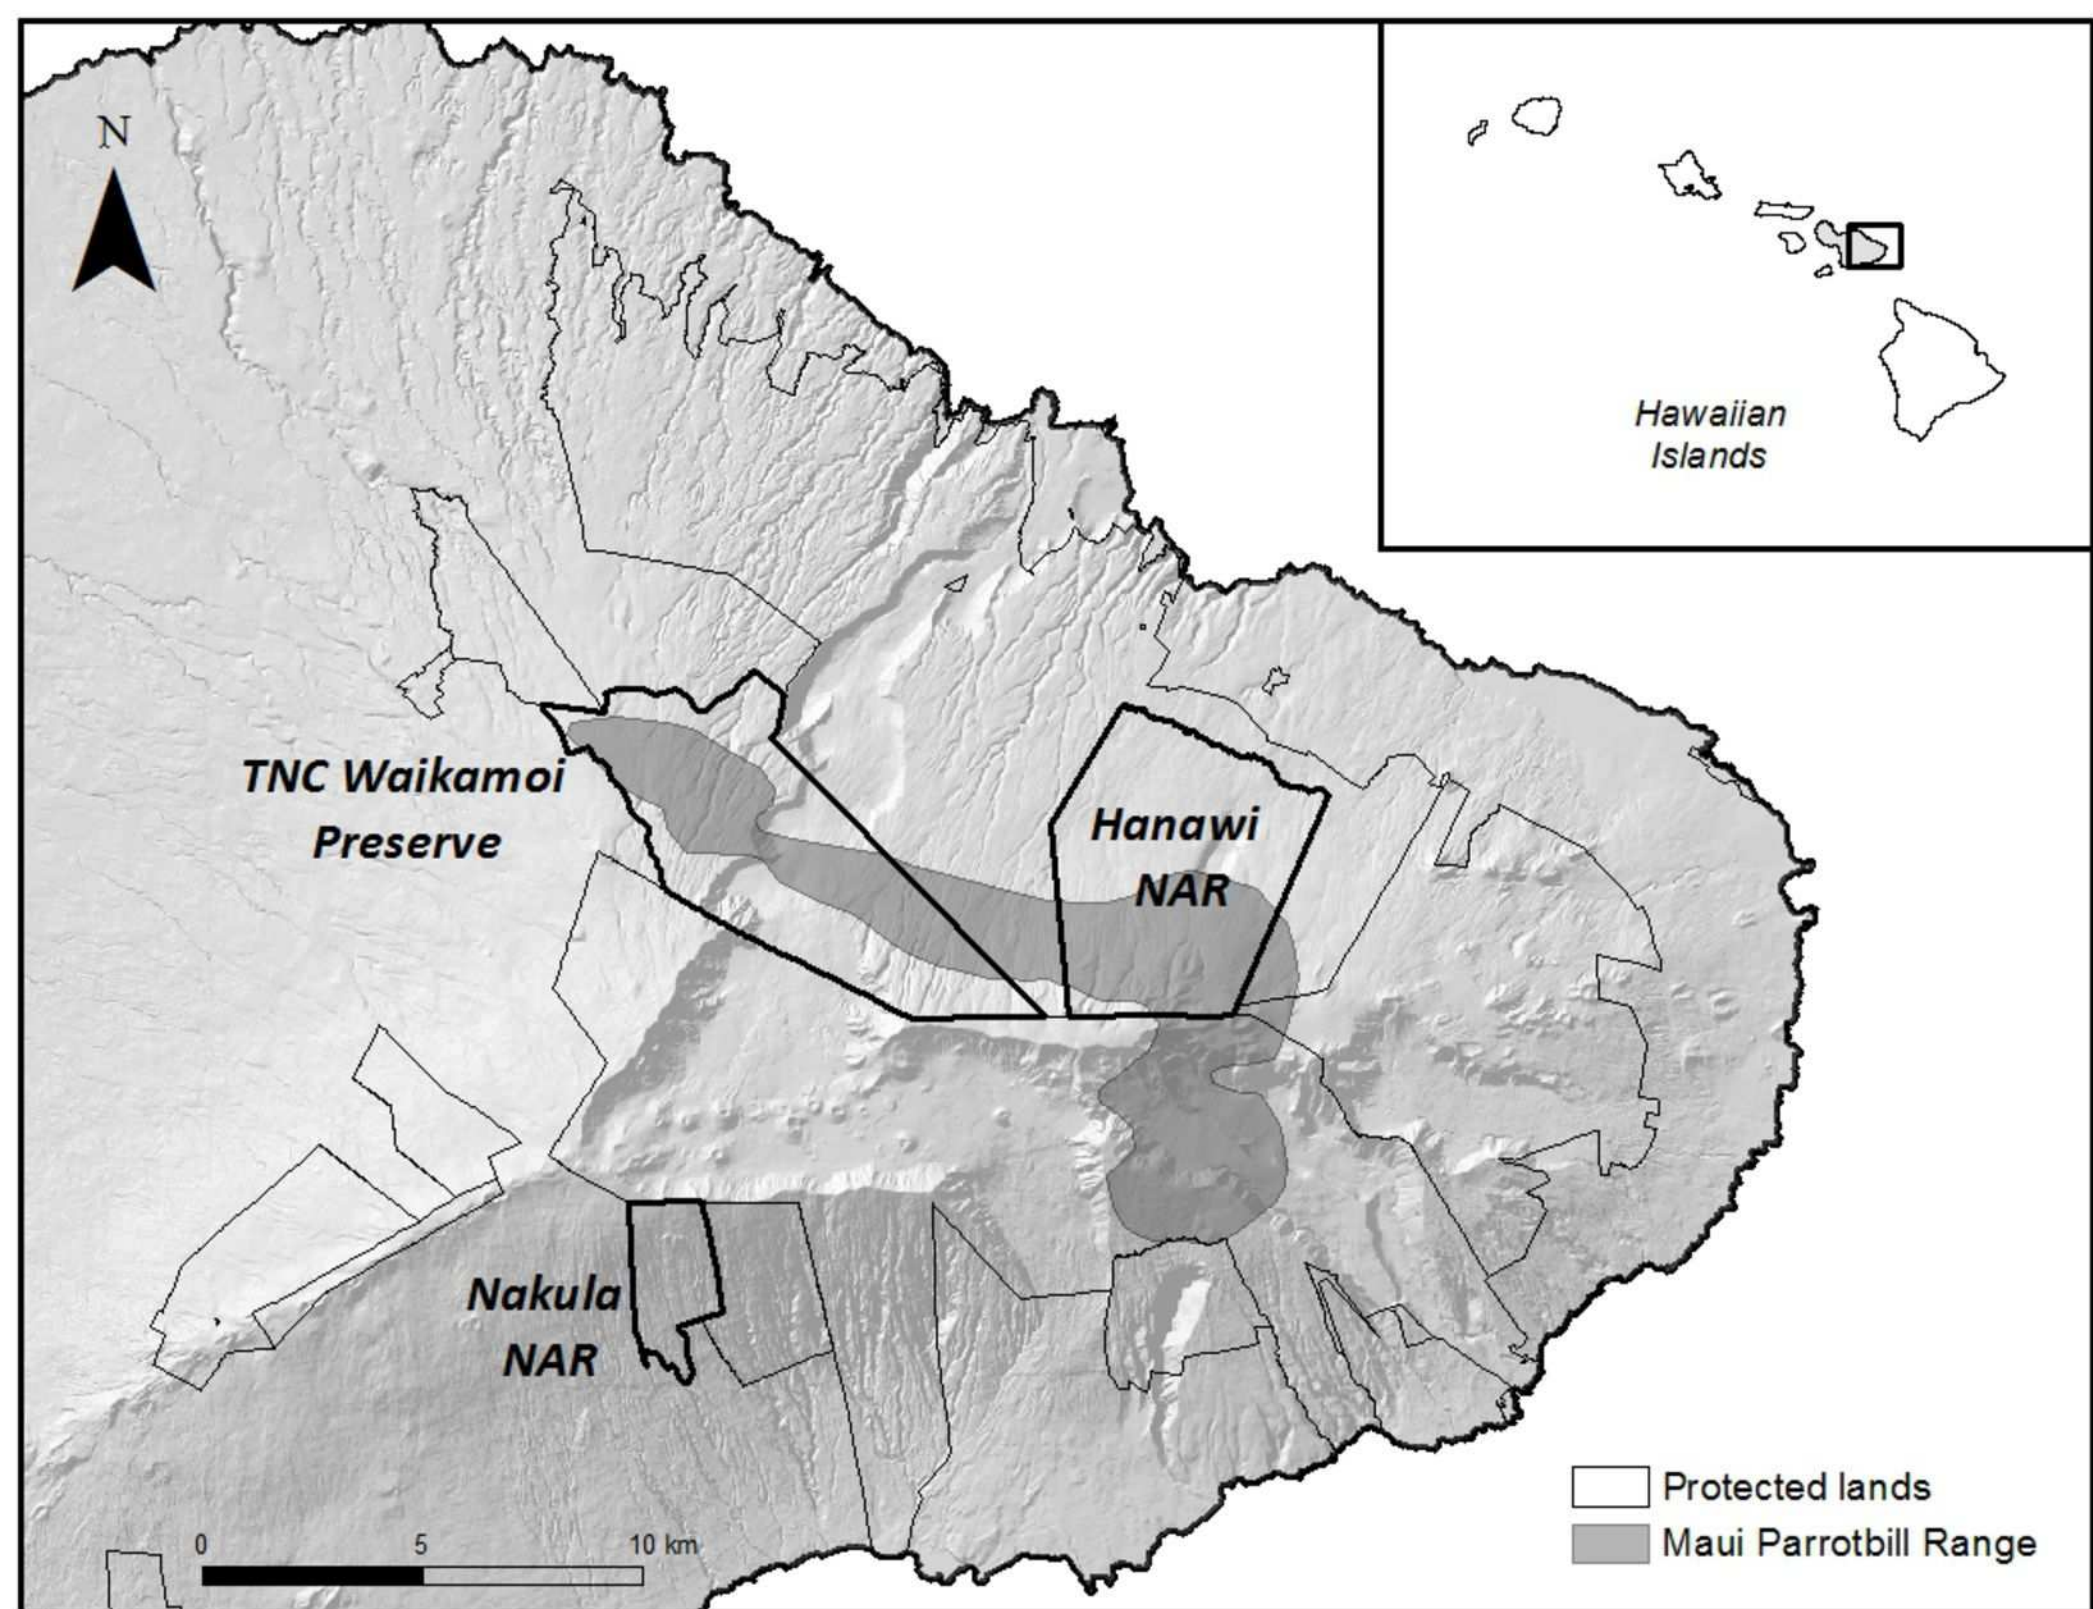 N
Hawaiian
Islands
TNC Waikamoi
Preserve
Hanawi
NAR
Nakula
NAR
0 5 10 km
Protected lands
Maui Parrotbill Range